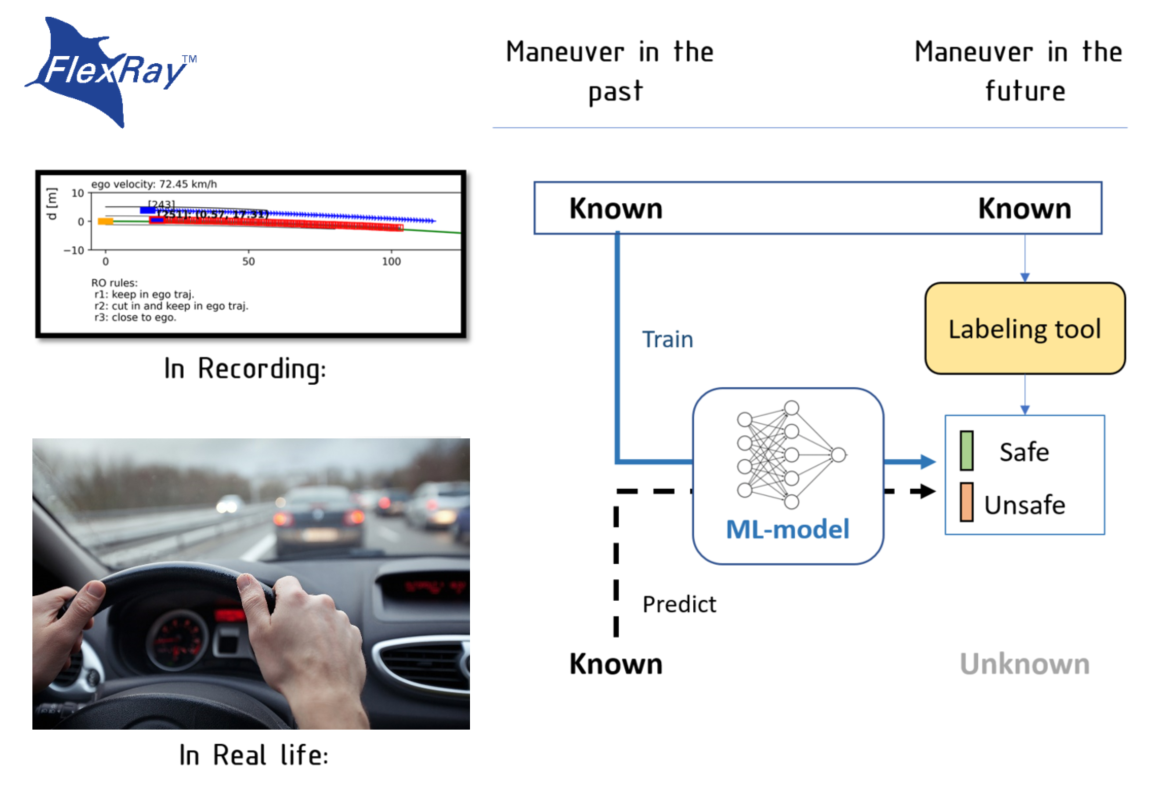 FlexRay™
Maneuver in the
past
Maneuver in the
future
ego velocity: 72.45 km/h
d [m]
10
0
−10
[243]
[251]: (0.57, 17.31)
0
50
100
RO rules:
r1: keep in ego traj.
r2: cut in and keep in ego traj.
r3: close to ego.
In Recording:
Known
Known
Train
Labeling tool
ML-model
Safe
Unsafe
Predict
Known
Unknown
In Real life: